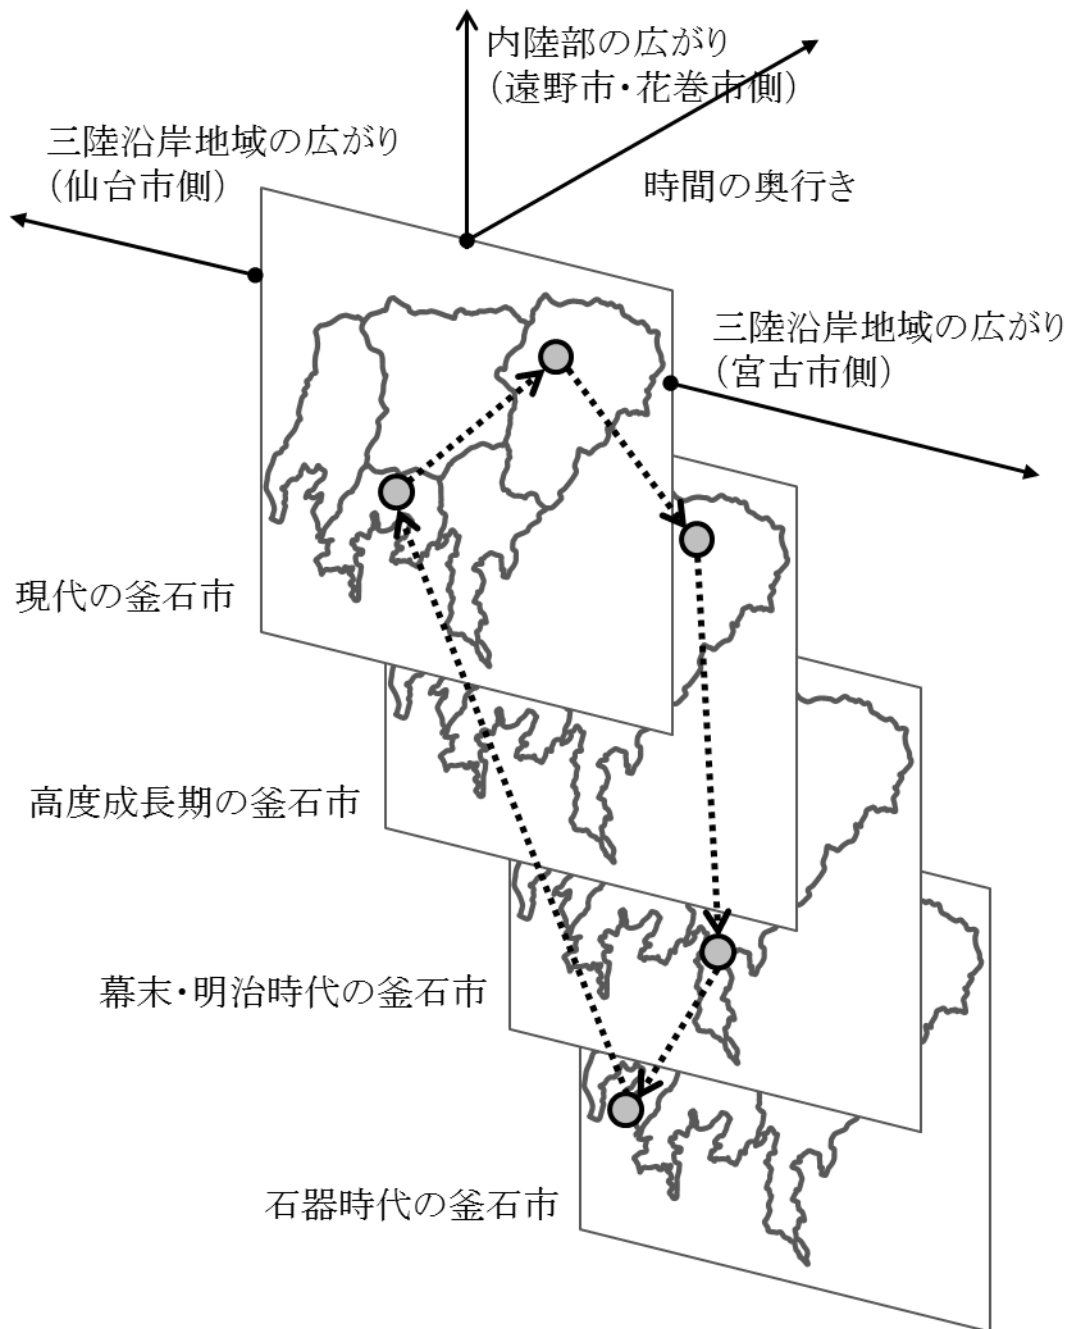 内陸部の広がり
（遠野市・花巻市側）
三陸沿岸地域の広がり
（仙台市側）
時間の奥行き
三陸沿岸地域の広がり
（宮古市側）
現代の釜石市
高度成長期の釜石市
幕末・明治時代の釜石市
石器時代の釜石市